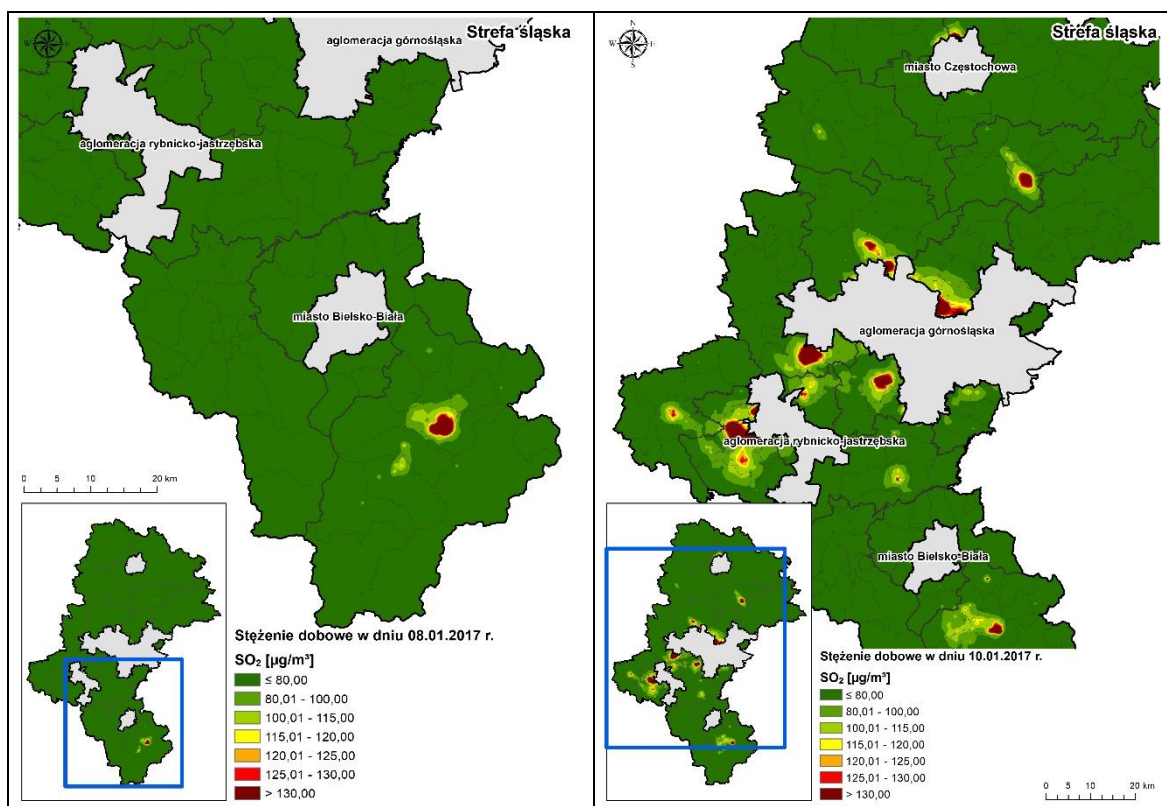 Strefa śląska
N
W
E
S
aglomeracja górnośląska
aglomeracja rybnicko-jastrzębska
miasto Bielsko-Biała
0 5 10 20 km
Stężenie dobowe w dniu 08.01.2017 r.
SO₂ [µg/m³]
≤ 80,00
80,01 - 100,00
100,01 - 115,00
115,01 - 120,00
120,01 - 125,00
125,01 - 130,00
> 130,00
Strefa śląska
N
W
E
S
miasto Częstochowa
aglomeracja górnośląska
aglomeracja rybnicko-jastrzębska
miasto Bielsko-Biała
Stężenie dobowe w dniu 10.01.2017 r.
SO₂ [µg/m³]
≤ 80,00
80,01 - 100,00
100,01 - 115,00
115,01 - 120,00
120,01 - 125,00
125,01 - 130,00
> 130,00
0 5 10 20 km